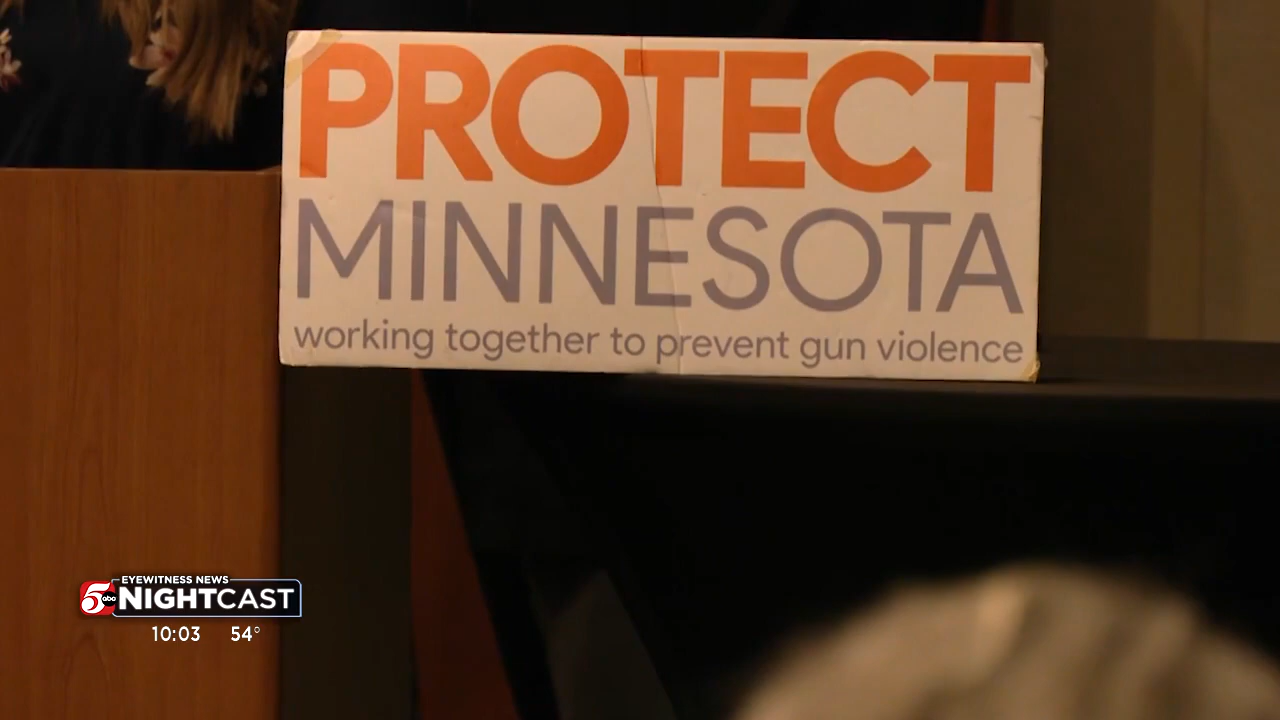 PROTECT
MINNESOTA
working together to prevent gun violence
EYEWITNESS NEWS
5 abc NIGHTCAST
10:03 54°